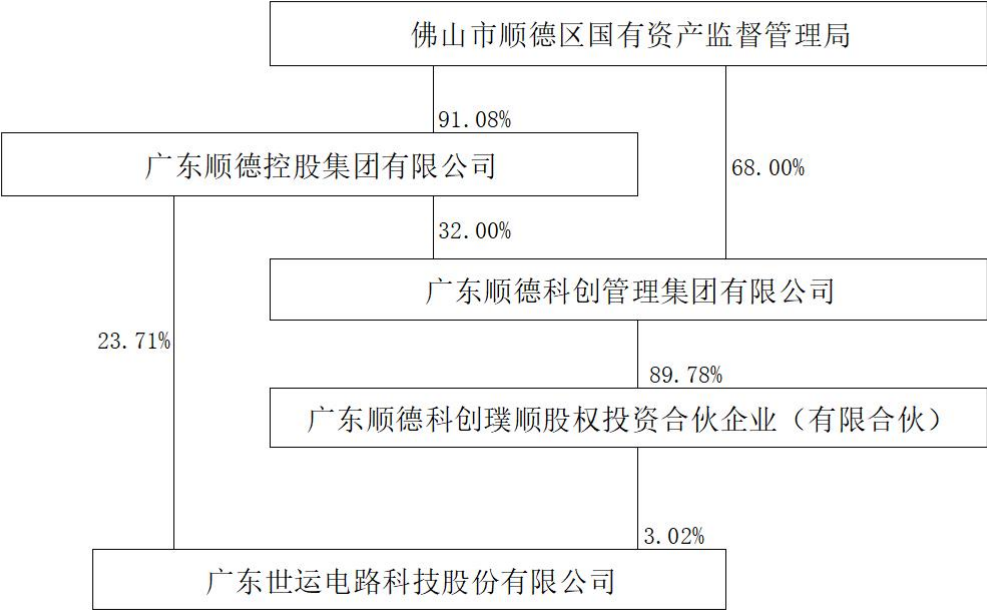 佛山市顺德区国有资产监督管理局
91.08%
广东顺德控股集团有限公司
68.00%
32.00%
广东顺德科创管理集团有限公司
23.71%
89.78%
广东顺德科创璞顺股权投资合伙企业（有限合伙）
3.02%
广东世运电路科技股份有限公司